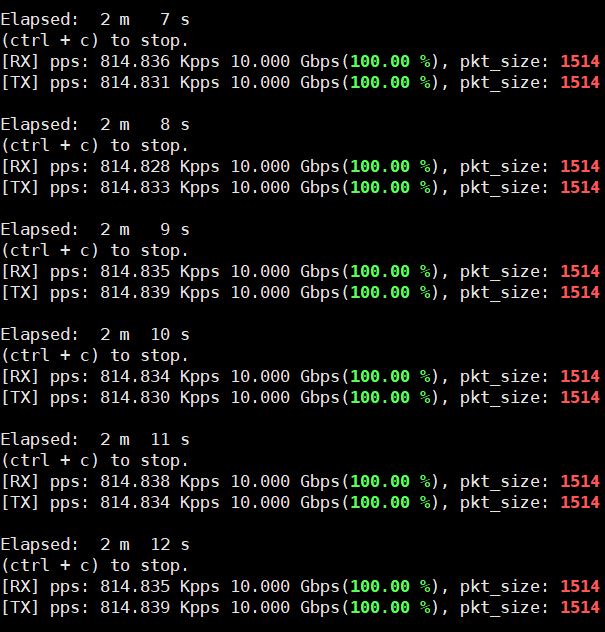 Elapsed:  2 m   7 s
(ctrl + c) to stop.
[RX] pps: 814.836 Kpps 10.000 Gbps(100.00 %), pkt_size: 1514
[TX] pps: 814.831 Kpps 10.000 Gbps(100.00 %), pkt_size: 1514

Elapsed:  2 m   8 s
(ctrl + c) to stop.
[RX] pps: 814.828 Kpps 10.000 Gbps(100.00 %), pkt_size: 1514
[TX] pps: 814.833 Kpps 10.000 Gbps(100.00 %), pkt_size: 1514

Elapsed:  2 m   9 s
(ctrl + c) to stop.
[RX] pps: 814.835 Kpps 10.000 Gbps(100.00 %), pkt_size: 1514
[TX] pps: 814.839 Kpps 10.000 Gbps(100.00 %), pkt_size: 1514

Elapsed:  2 m  10 s
(ctrl + c) to stop.
[RX] pps: 814.834 Kpps 10.000 Gbps(100.00 %), pkt_size: 1514
[TX] pps: 814.830 Kpps 10.000 Gbps(100.00 %), pkt_size: 1514

Elapsed:  2 m  11 s
(ctrl + c) to stop.
[RX] pps: 814.838 Kpps 10.000 Gbps(100.00 %), pkt_size: 1514
[TX] pps: 814.834 Kpps 10.000 Gbps(100.00 %), pkt_size: 1514

Elapsed:  2 m  12 s
(ctrl + c) to stop.
[RX] pps: 814.835 Kpps 10.000 Gbps(100.00 %), pkt_size: 1514
[TX] pps: 814.839 Kpps 10.000 Gbps(100.00 %), pkt_size: 1514